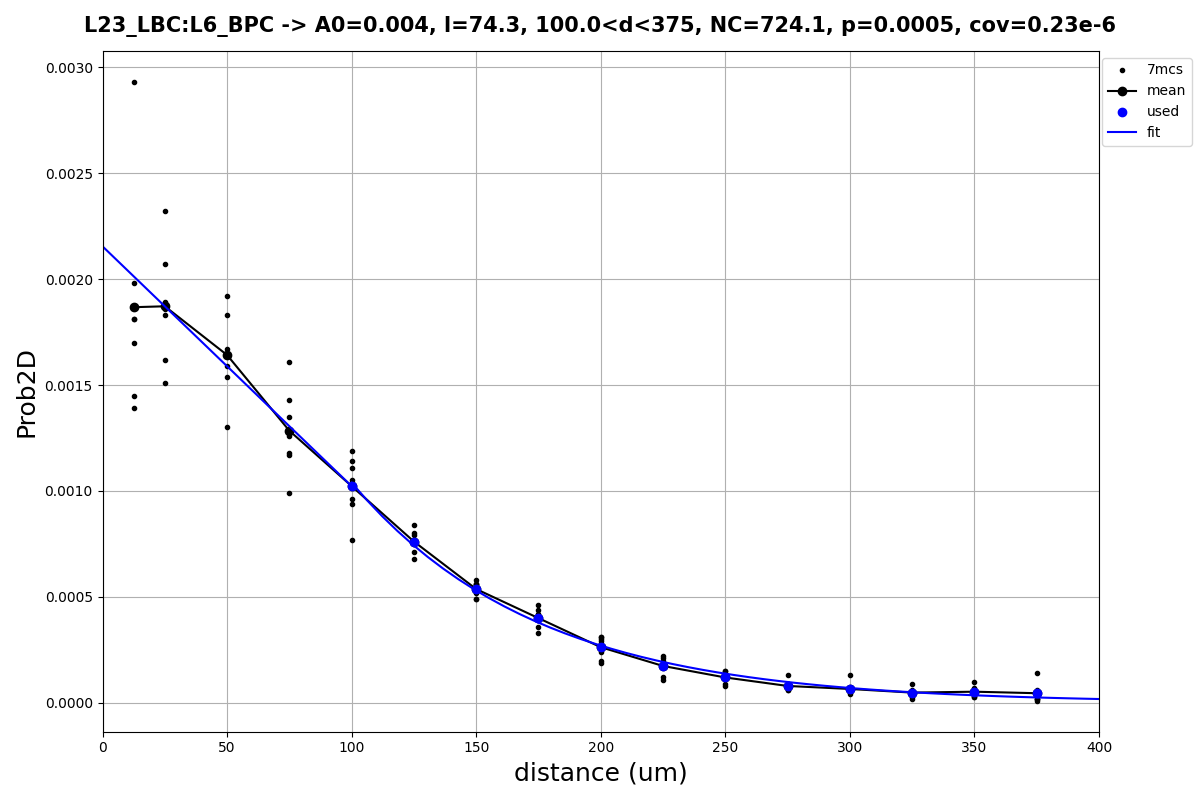 L23_LBC:L6_BPC -> A0=0.004, l=74.3, 100.0<d<375, NC=724.1, p=0.0005, cov=0.23e-6
7mcs
mean
used
fit
Prob2D
0.0030
0.0025
0.0020
0.0015
0.0010
0.0005
0.0000
0 50 100 150 200 250 300 350 400
distance (um)